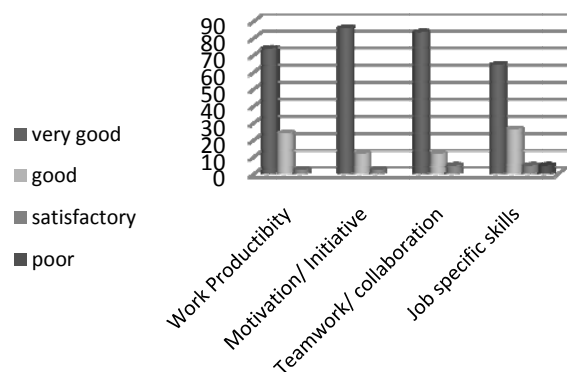 90
80
70
60
50
40
30
20
10
0
very good
good
satisfactory
poor
Work Productibity
Motivation/ Initiative
Teamwork/ collaboration
Job specific skills